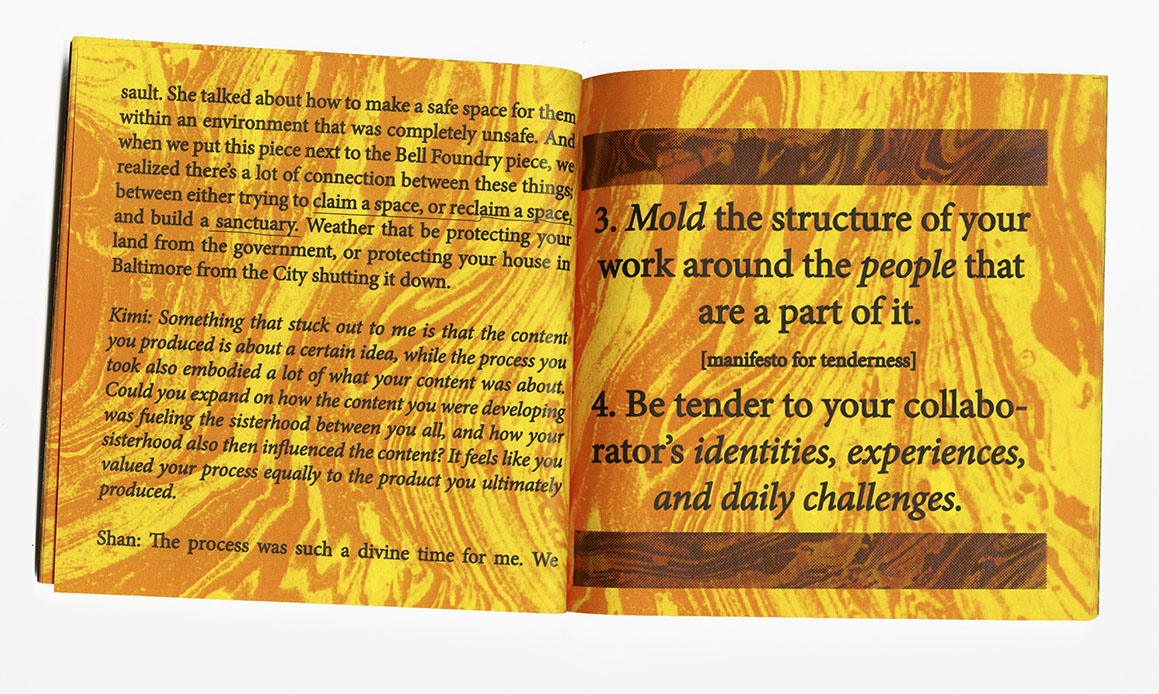 sault. She talked about how to make a safe space for them
within an environment that was completely unsafe. And
when we put this piece next to the Bell Foundry piece, we
realized there's a lot of connection between these things;
between either trying to claim a space, or reclaim a space,
and build a sanctuary. Weather that be protecting your
land from the government, or protecting your house in
Baltimore from the City shutting it down.
Kimi: Something that stuck out to me is that the content
you produced is about a certain idea, while the process you
took also embodied a lot of what your content was about.
Could you expand on how the content you were developing
was fueling the sisterhood between you all, and how your
sisterhood also then influenced the content? It feels like you
valued your process equally to the product you ultimately
produced.
Shan: The process was such a divine time for me. We
3. Mold the structure of your
work around the people that
are a part of it.
[manifesto for tenderness]
4. Be tender to your collabo-
rator's identities, experiences,
and daily challenges.